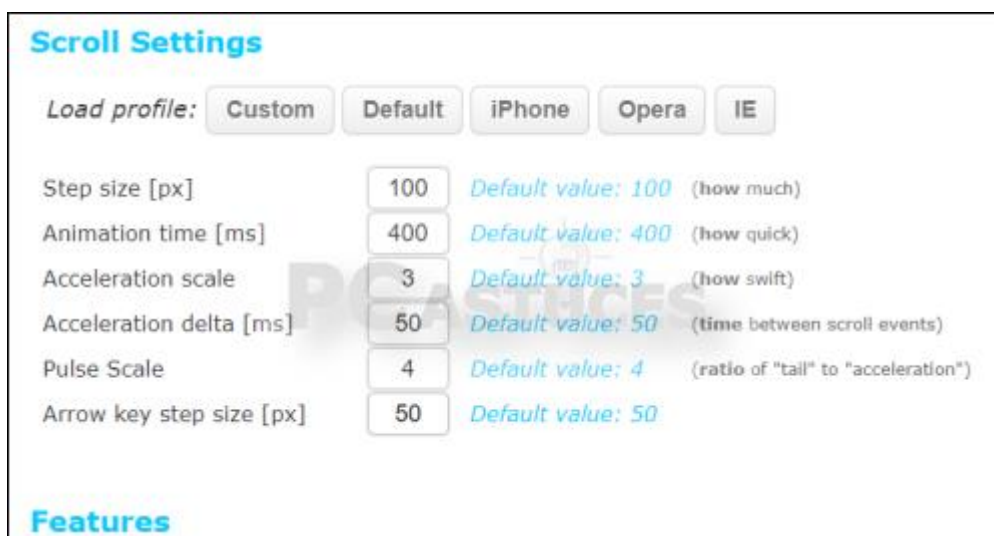 Scroll Settings
Load profile: Custom Default iPhone Opera IE
Step size [px] 100 Default value: 100 (how much)
Animation time [ms] 400 Default value: 400 (how quick)
Acceleration scale 3 Default value: 3 (how swift)
PC ASTUCES
Acceleration delta [ms] 50 Default value: 50 (time between scroll events)
Pulse Scale 4 Default value: 4 (ratio of "tail" to "acceleration")
Arrow key step size [px] 50 Default value: 50
Features